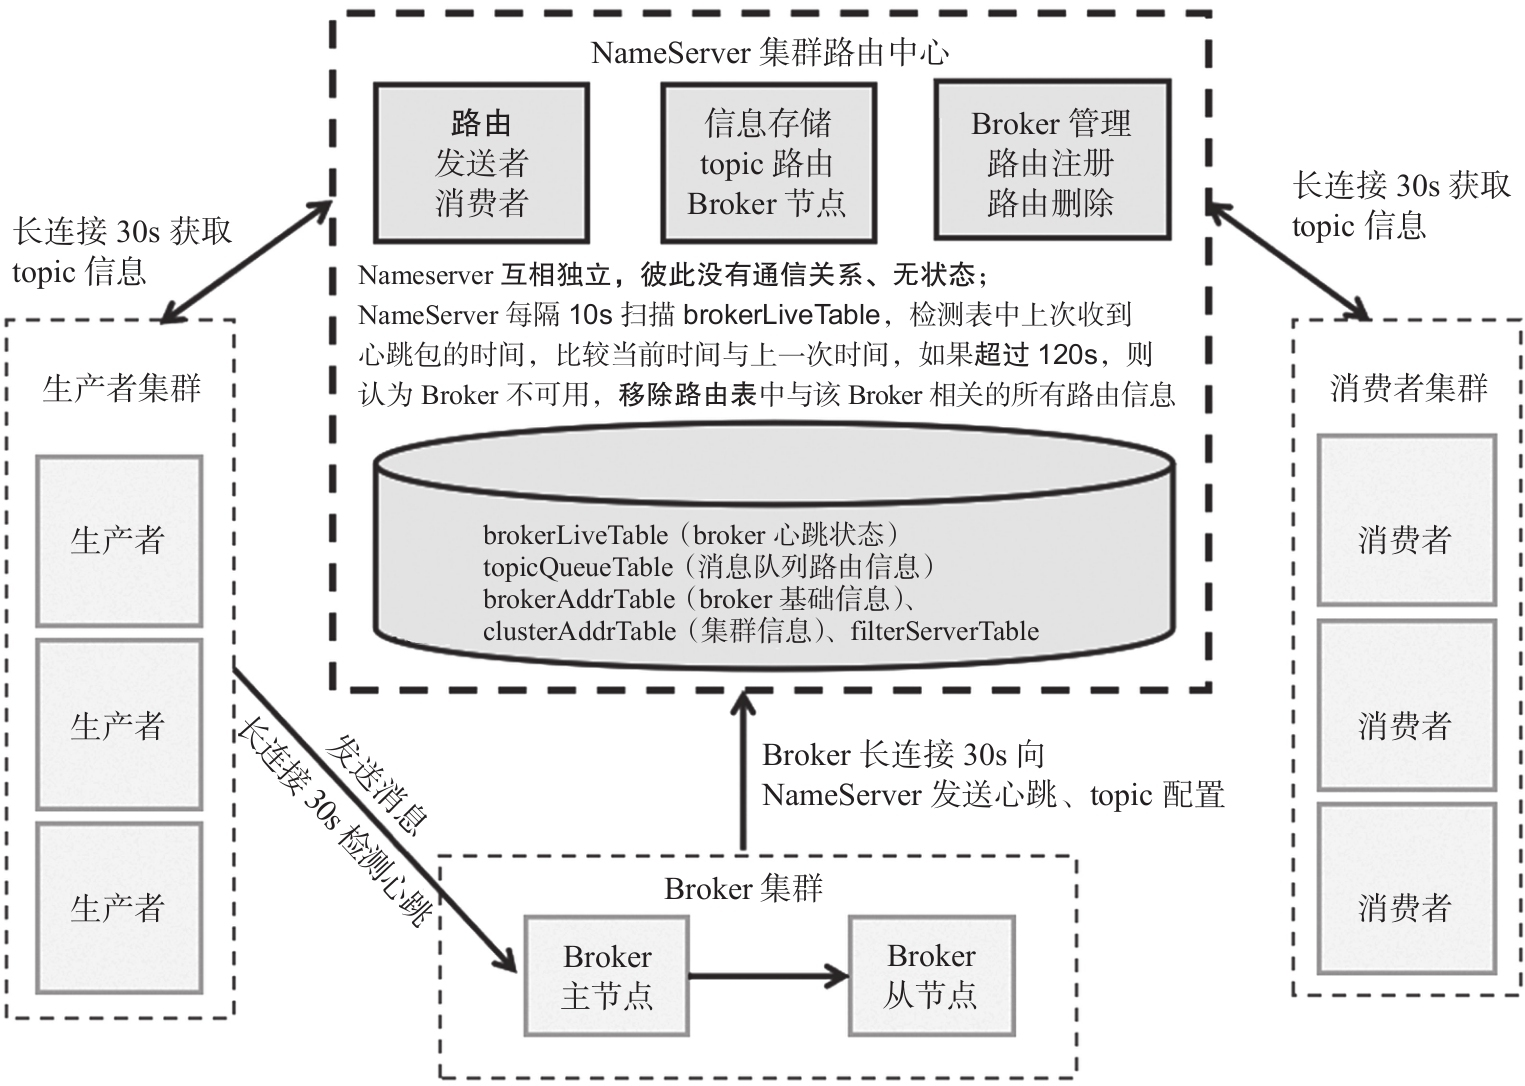 NameServer 集群路由中心
路由
发送者
消费者
信息存储
topic 路由
Broker 节点
Broker 管理
路由注册
路由删除
长连接 30s 获取
topic 信息
长连接 30s 获取
topic 信息
Nameserver 互相独立，彼此没有通信关系、无状态；
NameServer 每隔 10s 扫描 brokerLiveTable，检测表中上次收到
心跳包的时间，比较当前时间与上一次时间，如果超过 120s，则
认为 Broker 不可用，移除路由表中与该 Broker 相关的所有路由信息
brokerLiveTable（broker 心跳状态）
topicQueueTable（消息队列路由信息）
brokerAddrTable（broker 基础信息）、
clusterAddrTable（集群信息）、filterServerTable
生产者集群
生产者
生产者
生产者
消费者集群
消费者
消费者
消费者
发送消息
长连接 30s 检测心跳
Broker 长连接 30s 向
NameServer 发送心跳、topic 配置
Broker 集群
Broker
主节点
Broker
从节点